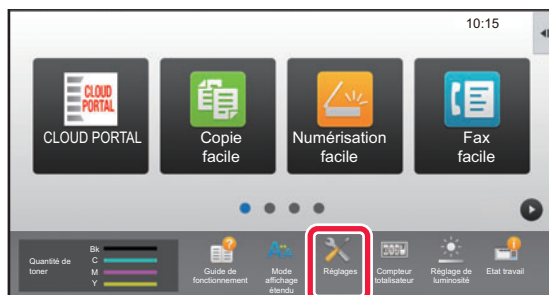 10:15
CLOUD
PORTAL
CLOUD PORTAL
Copie
facile
Numérisation
facile
Fax
facile
Quantité de
toner
Bk
C
M
Y
Guide de
fonctionnement
Mode
affichage
étendu
Réglages
Compteur
totalisateur
Réglage de
luminosité
Etat travail